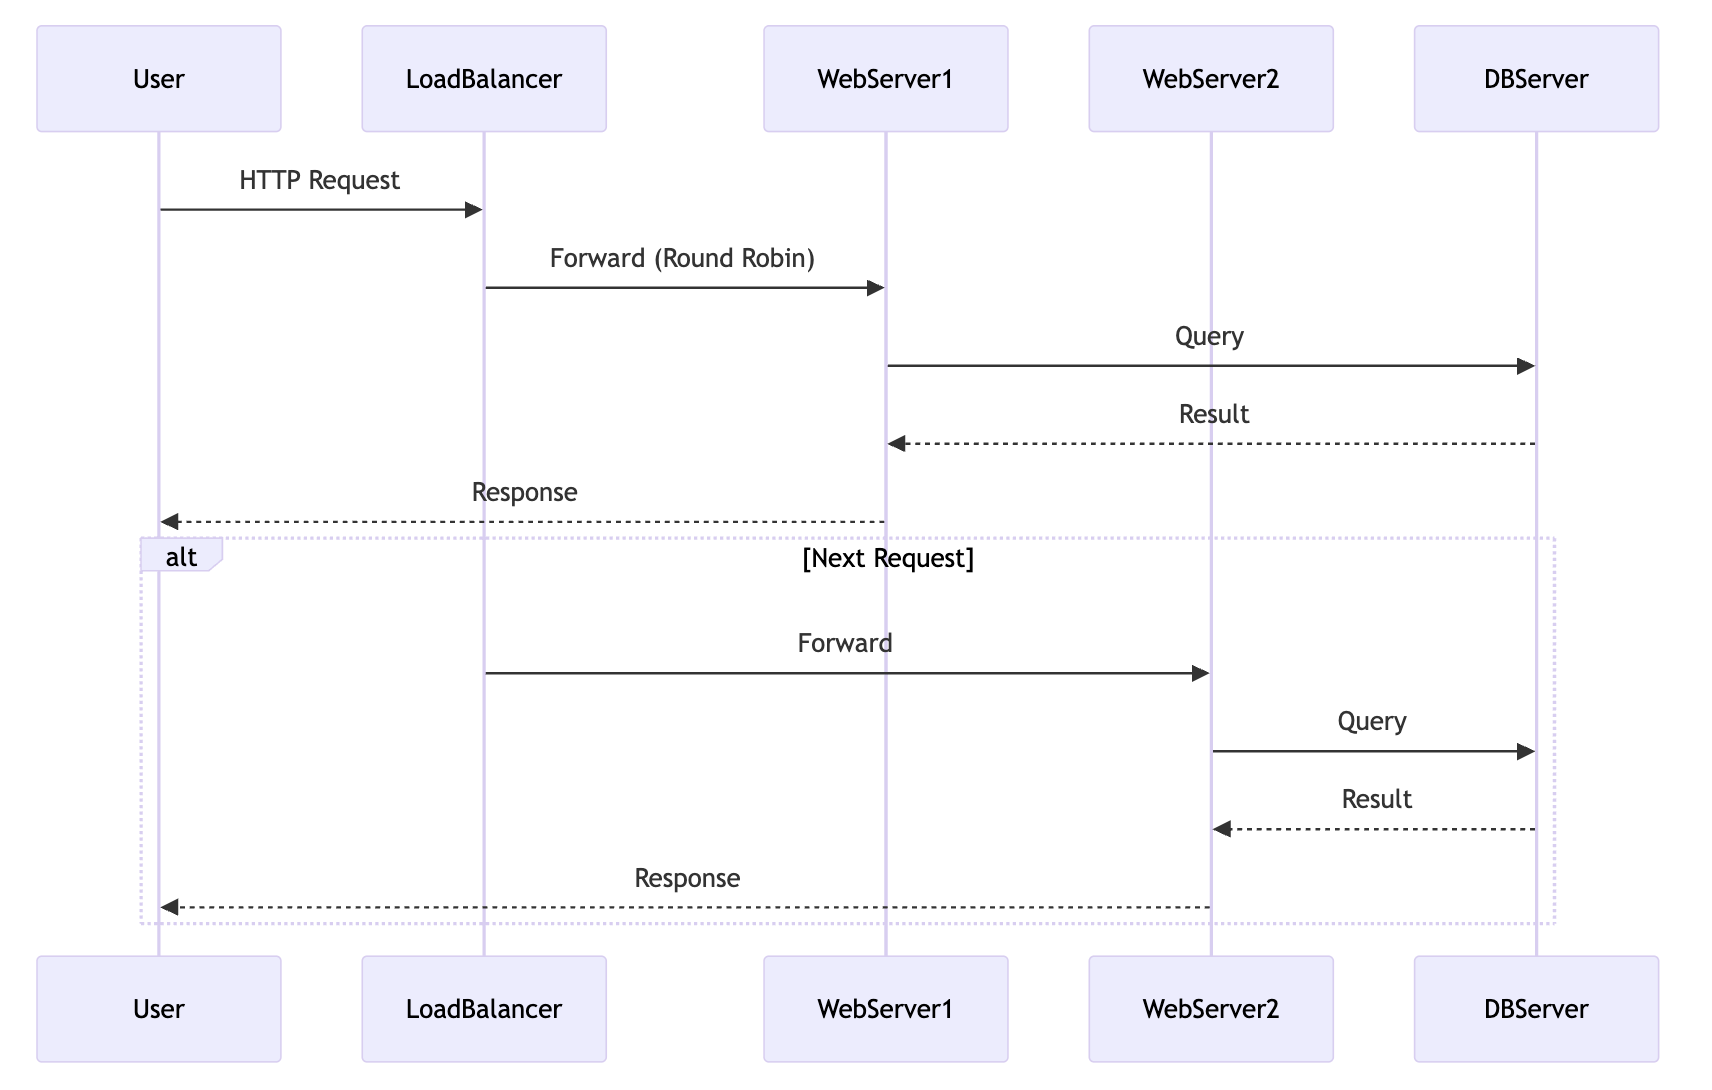 User
LoadBalancer
WebServer1
WebServer2
DBServer
HTTP Request
Forward (Round Robin)
Query
Result
Response
alt
[Next Request]
Forward
Query
Result
Response
User
LoadBalancer
WebServer1
WebServer2
DBServer